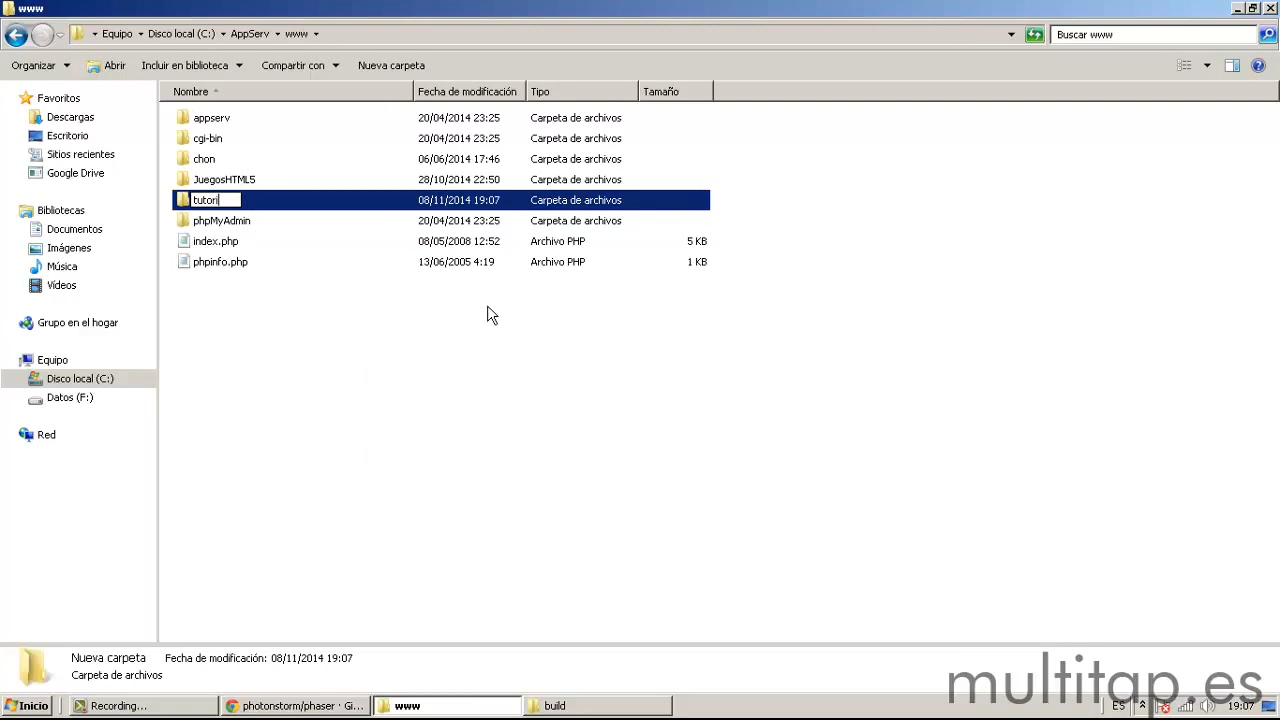 www
Equipo Disco local (C:) AppServ www
Buscar www
Organizar Abrir Incluir en biblioteca Compartir con Nueva carpeta
Nombre Fecha de modificación Tipo Tamaño
Favoritos
Descargas
Escritorio
Sitios recientes
Google Drive
Bibliotecas
Documentos
Imágenes
Música
Vídeos
Grupo en el hogar
Equipo
Disco local (C:)
Datos (F:)
Red
appserv 20/04/2014 23:25 Carpeta de archivos
cgi-bin 20/04/2014 23:25 Carpeta de archivos
chon 06/06/2014 17:46 Carpeta de archivos
JuegosHTML5 28/10/2014 22:50 Carpeta de archivos
tutori 08/11/2014 19:07 Carpeta de archivos
phpMyAdmin 20/04/2014 23:25 Carpeta de archivos
index.php 08/05/2008 12:52 Archivo PHP 5 KB
phpinfo.php 13/06/2005 4:19 Archivo PHP 1 KB
Nueva carpeta Fecha de modificación: 08/11/2014 19:07
Carpeta de archivos
multitap.es
Inicio Recording... photonstorm/phaser · Gi... www build ES 19:07